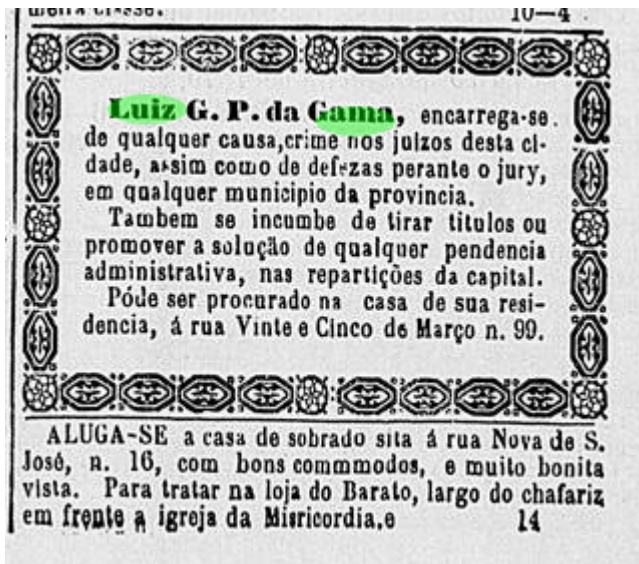 10—4
Luiz G. P. da Gama, encarrega-se
de qualquer causa, crime nos juizos desta ci-
dade, assim como de defezas perante o jury,
em qualquer municipio da provincia.
Tambem se incumbe de tirar titulos ou
promover a solução de qualquer pendencia
administrativa, nas repartições da capital.
Póde ser procurado na casa de sua resi-
dencia, á rua Vinte e Cinco de Março n. 99.
ALUGA-SE a casa de sobrado sita á rua Nova de S.
José, n. 16, com bons commmodos, e muito bonita
vista. Para tratar na loja do Barato, largo do chafariz
em frente a igreja da Misricordia.e 14